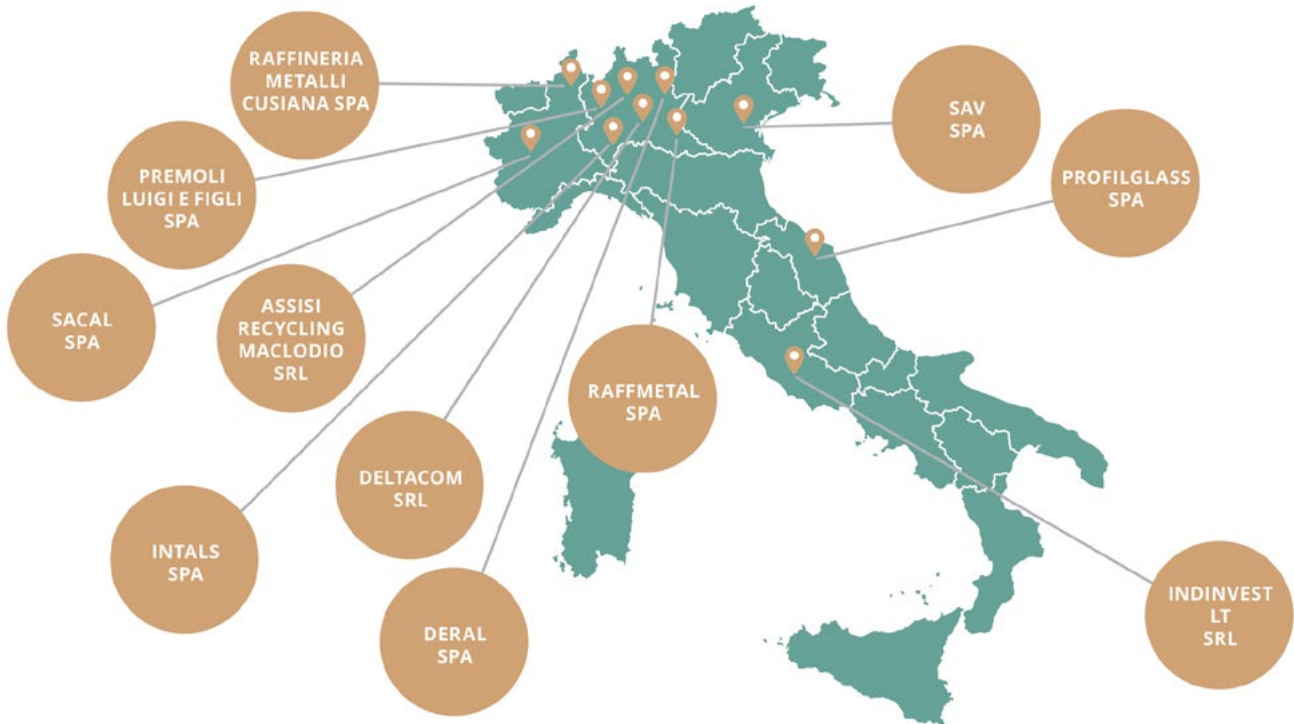 RAFFINERIA
METALLI
CUSIANA SPA
PREMOLI
LUIGI E FIGLI
SPA
SACAL
SPA
ASSISI
RECYCLING
MACLODIO
SRL
INTALS
SPA
DELTACOM
SRL
DERAL
SPA
RAFFMETAL
SPA
SAV
SPA
PROFILGLASS
SPA
INDINVEST
LT
SRL